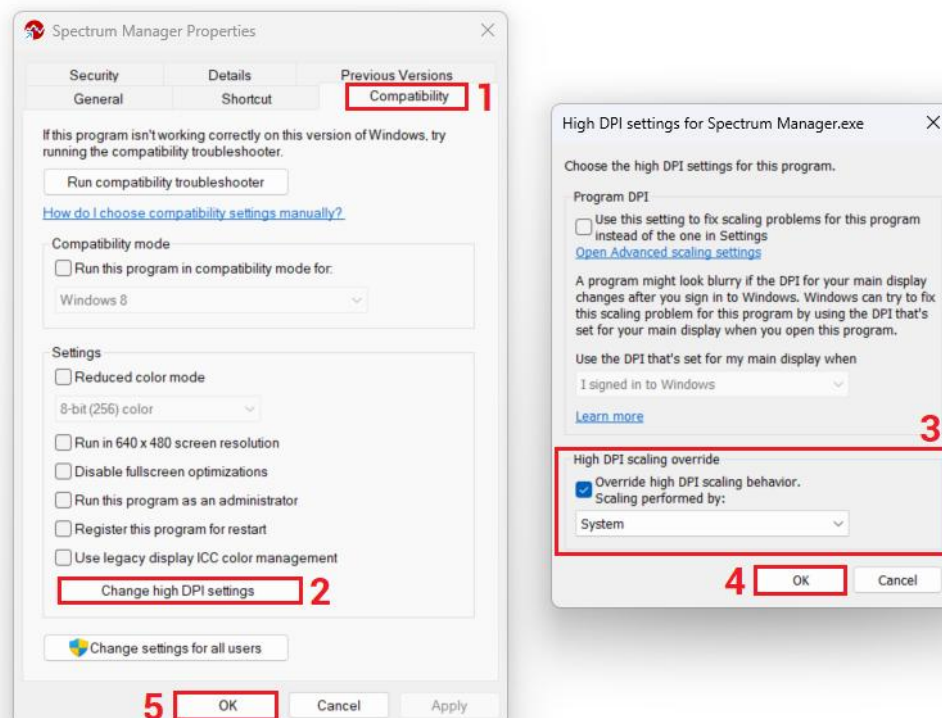 Spectrum Manager Properties
Security Details Previous Versions
General Shortcut Compatibility 1
If this program isn't working correctly on this version of Windows, try
running the compatibility troubleshooter.
Run compatibility troubleshooter
How do I choose compatibility settings manually?
Compatibility mode
Run this program in compatibility mode for:
Windows 8
Settings
Reduced color mode
8-bit (256) color
Run in 640 x 480 screen resolution
Disable fullscreen optimizations
Run this program as an administrator
Register this program for restart
Use legacy display ICC color management
Change high DPI settings 2
Change settings for all users
5 OK Cancel Apply
High DPI settings for Spectrum Manager.exe
Choose the high DPI settings for this program.
Program DPI
Use this setting to fix scaling problems for this program
instead of the one in Settings
Open Advanced scaling settings
A program might look blurry if the DPI for your main display
changes after you sign in to Windows. Windows can try to fix
this scaling problem for this program by using the DPI that's
set for your main display when you open this program.
Use the DPI that's set for my main display when
I signed in to Windows
Learn more
3
High DPI scaling override
Override high DPI scaling behavior.
Scaling performed by:
System
4 OK Cancel